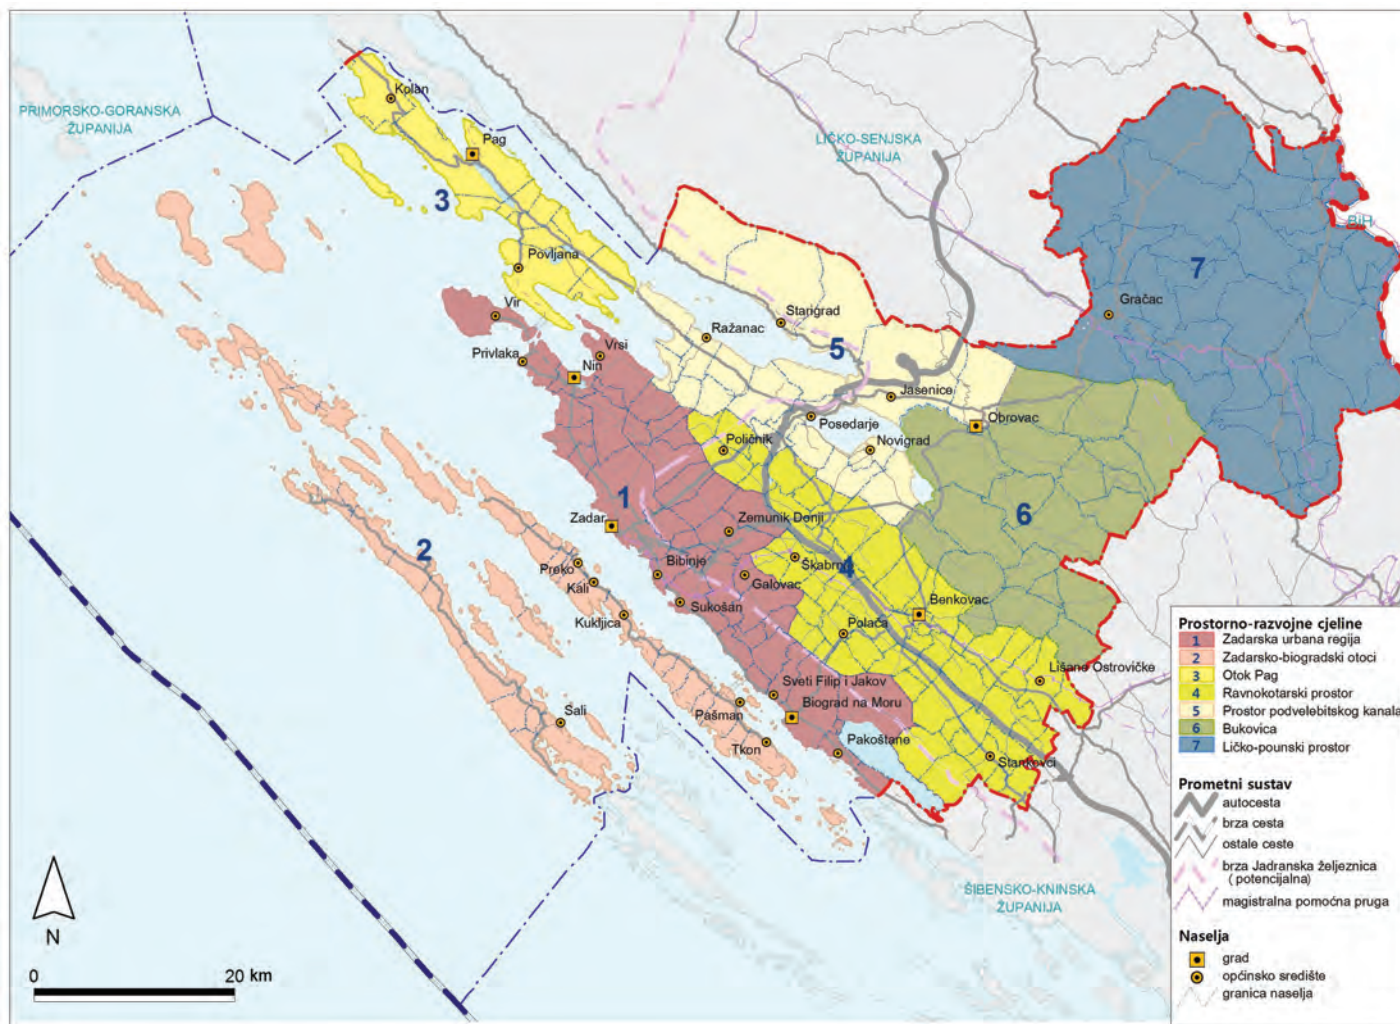 PRIMORSKO-GORANSKA
ŽUPANIJA
Kolan
Pag
3
LIČKO-SENJSKA
ŽUPANIJA
BiH
7
Gračac
Povljana
Vir
Privlaka
Vrsi
Nin
Ražanac
Starigrad
5
Jasenice
Posedarje
Obrovac
Novigrad
Poličnik
6
1
Zadar
Zemunik Donji
2
Preko
Kali
Kukljica
Bibinje
Galovac
Sukošan
4
Benkovac
Polača
Lišane Ostrovičke
Sveti Filip i Jakov
Biograd na Moru
Pašman
Tkon
Pakoštane
Sali
Stankovci
ŠIBENSKO-KNINSKA
ŽUPANIJA
N
0 20 km
Prostorno-razvojne cjeline
1 Zadarska urbana regija
2 Zadarsko-biogradski otoci
3 Otok Pag
4 Ravnokotarski prostor
5 Prostor podvelebitskog kanala
6 Bukovica
7 Ličko-pounski prostor
Prometni sustav
autocesta
brza cesta
ostale ceste
brza Jadranska željeznica
( potencijalna)
magistralna pomoćna pruga
Naselja
grad
općinsko središte
granica naselja